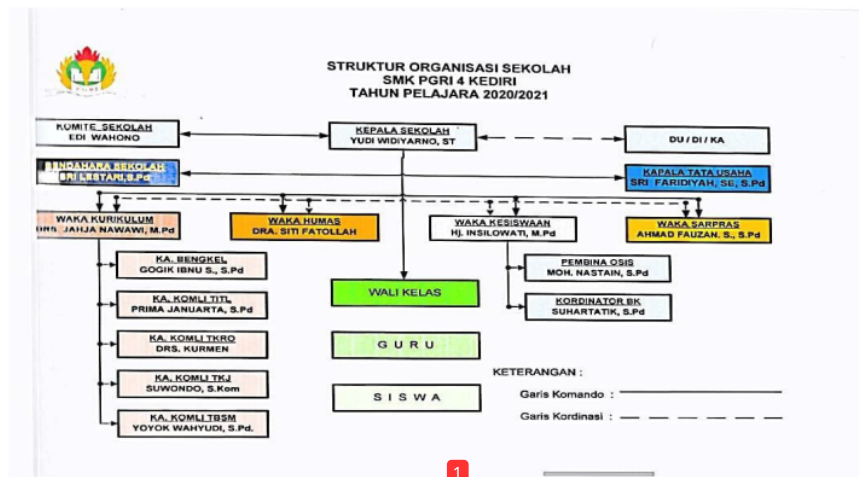 STRUKTUR ORGANISASI SEKOLAH
SMK PGRI 4 KEDIRI
TAHUN PELAJARA 2020/2021
KOMITE SEKOLAH
EDI WAHONO
KEPALA SEKOLAH
YUDI WIDIYARNO, ST
DU / DI / KA
BENDAHARA SEKOLAH
SRI LESTARI,S.Pd
KAPALA TATA USAHA
SRI FARIDIYAH, SE, S.Pd
WAKA KURIKULUM
DRS. JAHJA NAWAWI, M.Pd
WAKA HUMAS
DRA. SITI FATOLLAH
WAKA KESISWAAN
Hj. INSILOWATI, M.Pd
WAKA SARPRAS
AHMAD FAUZAN. S., S.Pd
KA. BENGKEL
GOGIK IBNU S., S.Pd
KA. KOMLI TITL
PRIMA JANUARTA, S.Pd
KA. KOMLI TKRO
DRS. KURMEN
KA. KOMLI TKJ
SUWONDO, S.Kom
KA. KOMLI TBSM
YOYOK WAHYUDI, S.Pd.
WALI KELAS
G U R U
S I S W A
PEMBINA OSIS
MOH. NASTAIN, S.Pd
KORDINATOR BK
SUHARTATIK, S.Pd
KETERANGAN :
Garis Komando :
Garis Kordinasi :
1